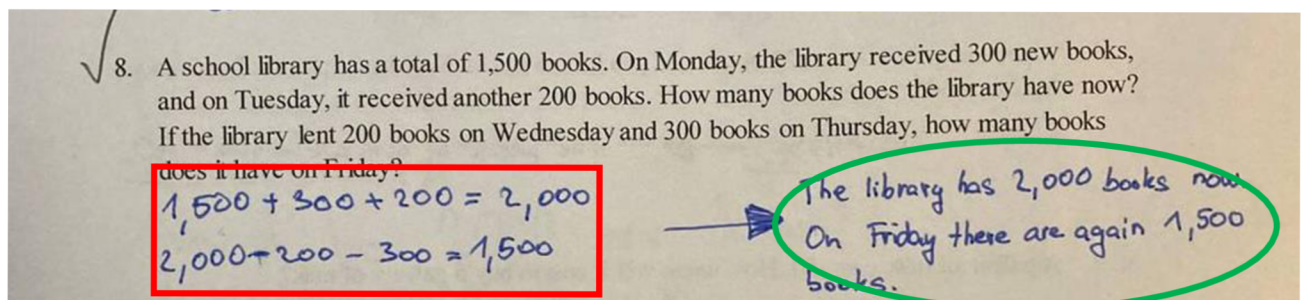 8. A school library has a total of 1,500 books. On Monday, the library received 300 new books,
and on Tuesday, it received another 200 books. How many books does the library have now?
If the library lent 200 books on Wednesday and 300 books on Thursday, how many books
does it have on Friday?
1,500 + 300 + 200 = 2,000
2,000 - 200 - 300 = 1,500
The library has 2,000 books now
On Friday there are again 1,500
books.